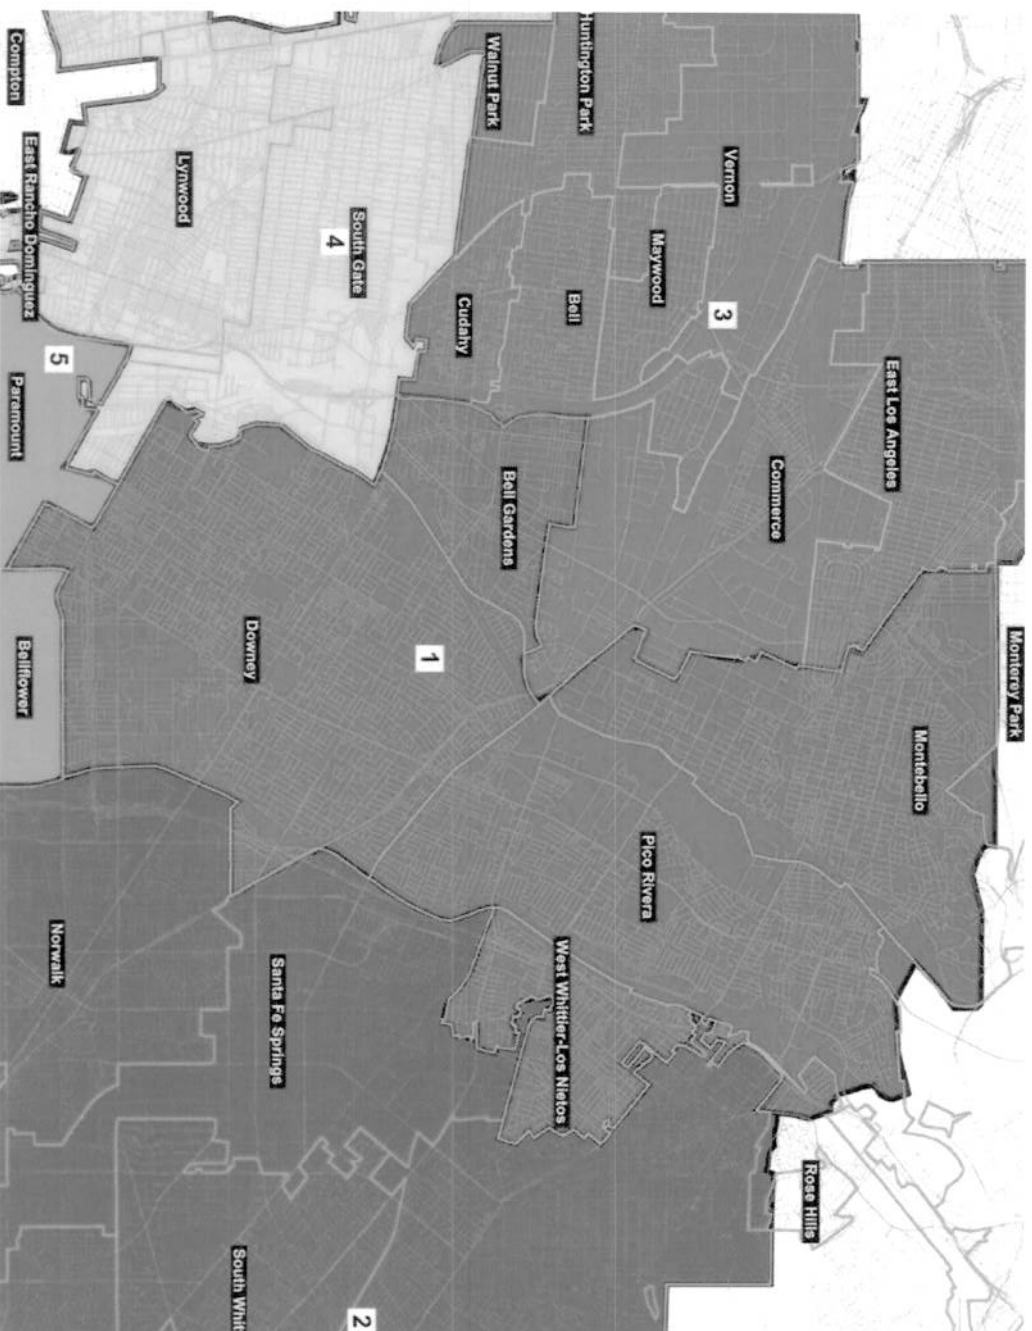 Monterey Park
Montebello
East Los Angeles
Rose Hills
Commerce
Vernon
3
Maywood
Pico Rivera
Huntington Park
Bell
West Whittier-Los Nietos
Bell Gardens
Walnut Park
Cudahy
1
2
South Gate
4
Santa Fe Springs
Downey
South Whit
Lynwood
5
Norwalk
East Rancho Dominguez
Bellflower
Compton
Paramount